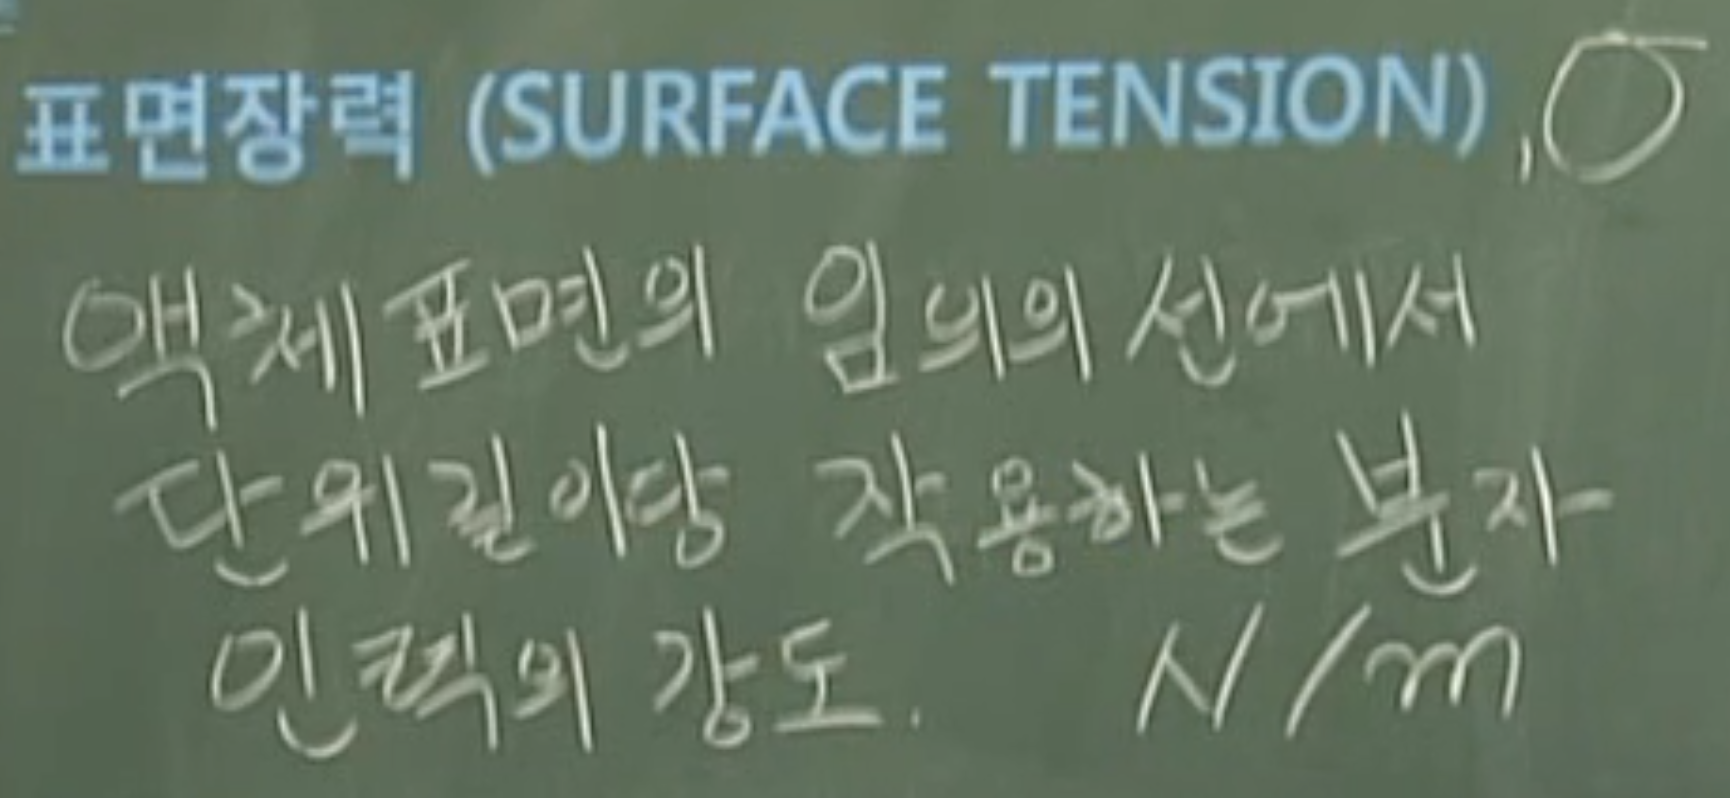 표면장력 (SURFACE TENSION), σ
액체표면의 임의의 선에서
단위길이당 작용하는 분자
인력의 강도. N/m